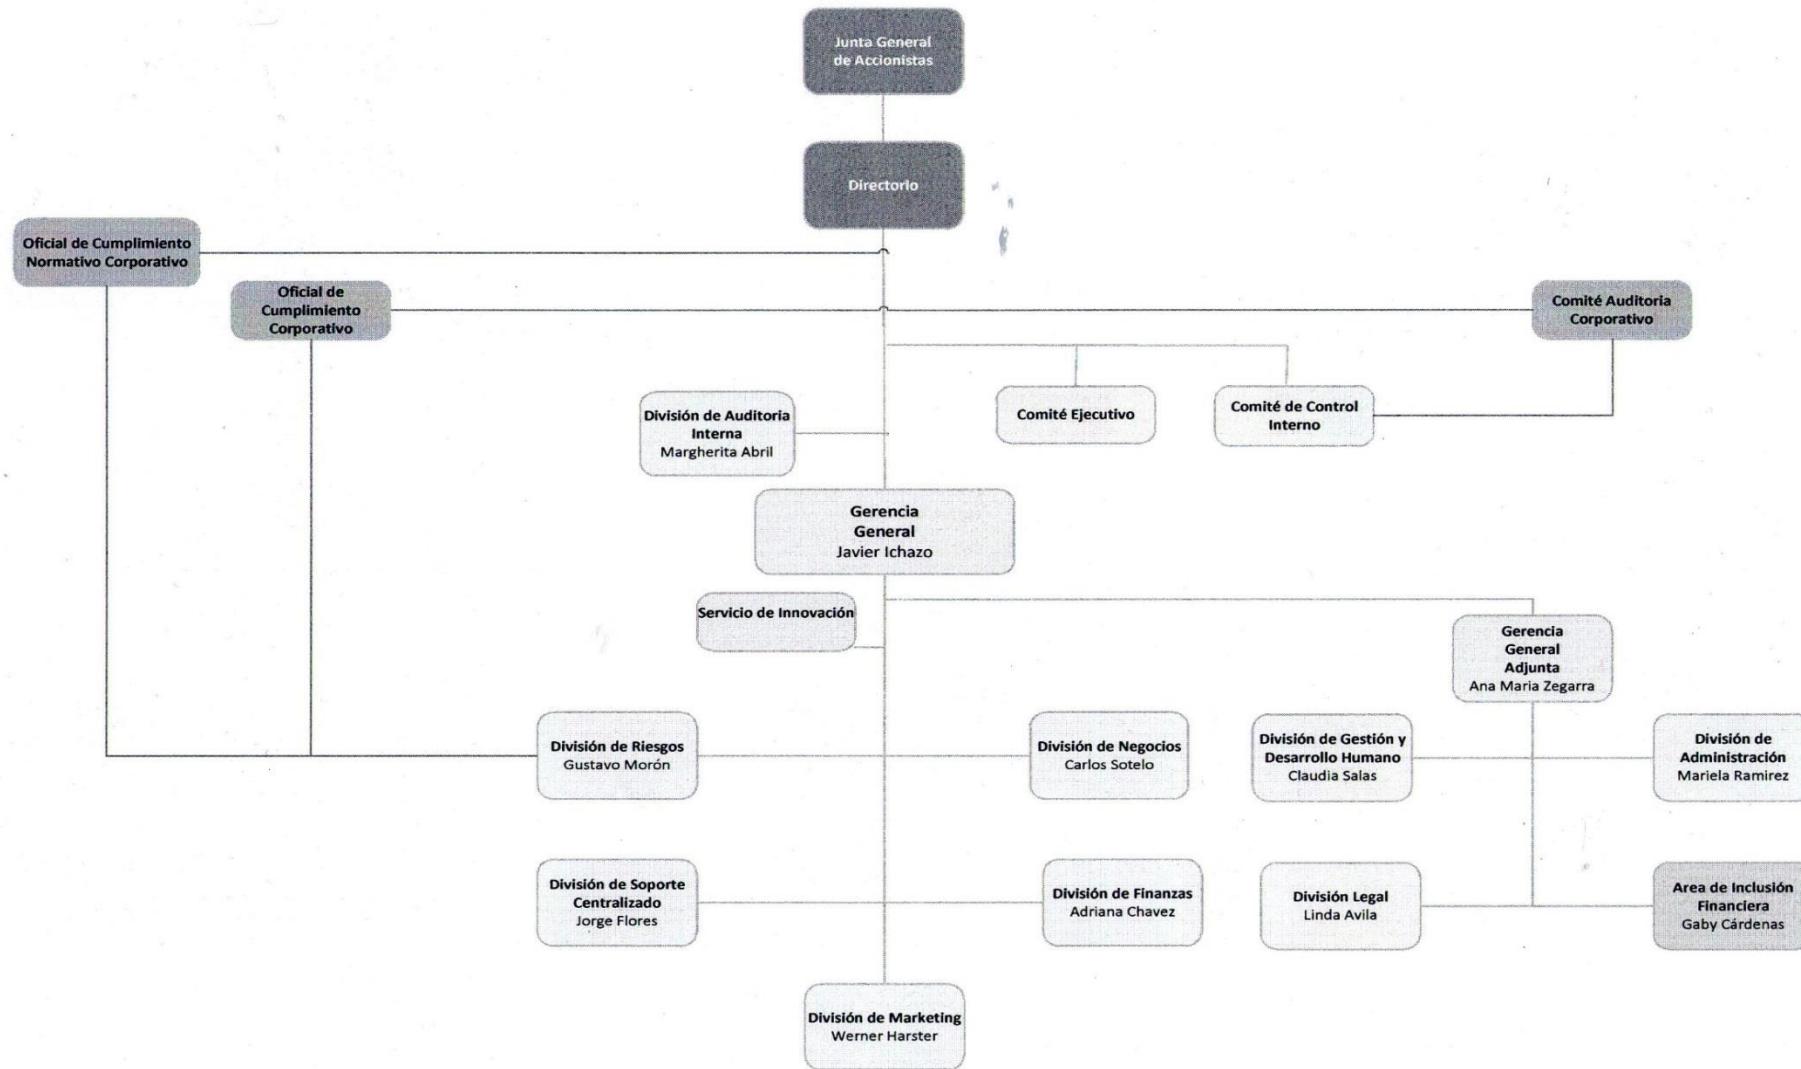 Junta General
de Accionistas
Directorio
Oficial de Cumplimiento
Normativo Corporativo
Oficial de
Cumplimiento
Corporativo
Comité Auditoria
Corporativo
División de Auditoria
Interna
Margherita Abril
Comité Ejecutivo
Comité de Control
Interno
Gerencia
General
Javier Ichazo
Servicio de Innovación
Gerencia
General
Adjunta
Ana Maria Zegarra
División de Riesgos
Gustavo Morón
División de Negocios
Carlos Sotelo
División de Gestión y
Desarrollo Humano
Claudia Salas
División de
Administración
Mariela Ramirez
División de Soporte
Centralizado
Jorge Flores
División de Finanzas
Adriana Chavez
División Legal
Linda Avila
Area de Inclusión
Financiera
Gaby Cárdenas
División de Marketing
Werner Harster